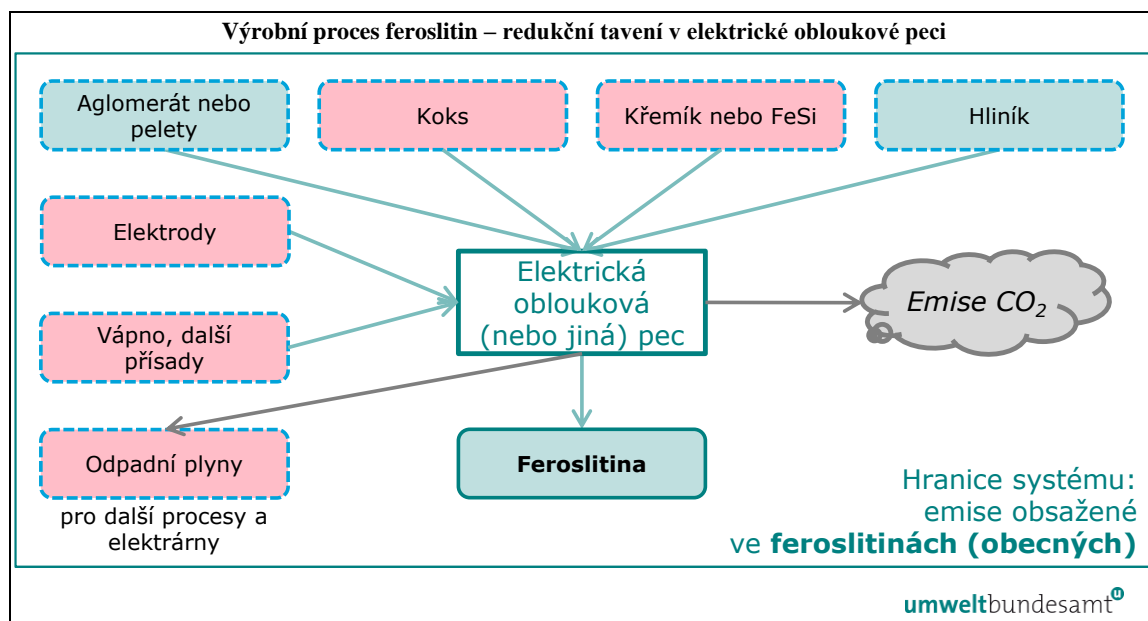 Výrobní proces feroslitin – redukční tavení v elektrické obloukové peci
Aglomerát nebo
pelety
Koks
Křemík nebo FeSi
Hliník
Elektrody
Elektrická
oblouková
(nebo jiná) pec
Emise CO₂
Vápno, další
přísady
Odpadní plyny
pro další procesy a
elektrárny
Feroslitina
Hranice systému:
emise obsažené
ve feroslitinách (obecných)
umweltbundesamt